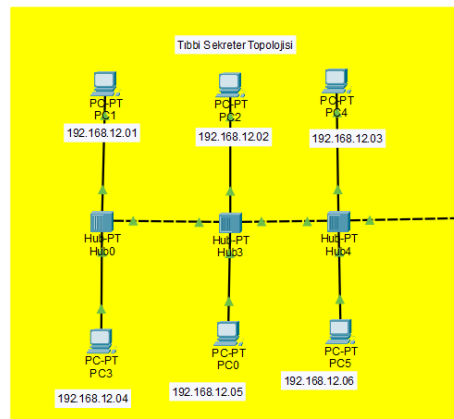 Tıbbi Sekreter Topolojisi
PC-PT
PC1
PC-PT
PC2
PC-PT
PC4
192.168.12.01
192.168.12.02
192.168.12.03
Hub-PT
Hub0
Hub-PT
Hub3
Hub-PT
Hub4
PC-PT
PC3
PC-PT
PC0
PC-PT
PC5
192.168.12.04
192.168.12.05
192.168.12.06